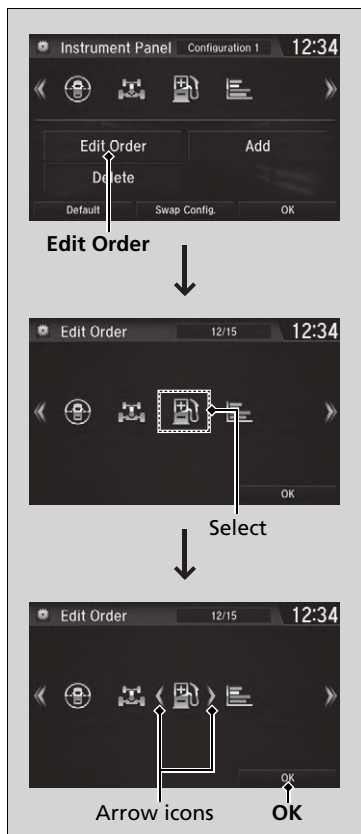 Instrument Panel Configuration 1 12:34
Edit Order Add
Delete
Default Swap Config. OK
Edit Order
Edit Order 12/15 12:34
OK
Select
Edit Order 12/15 12:34
OK
Arrow icons OK